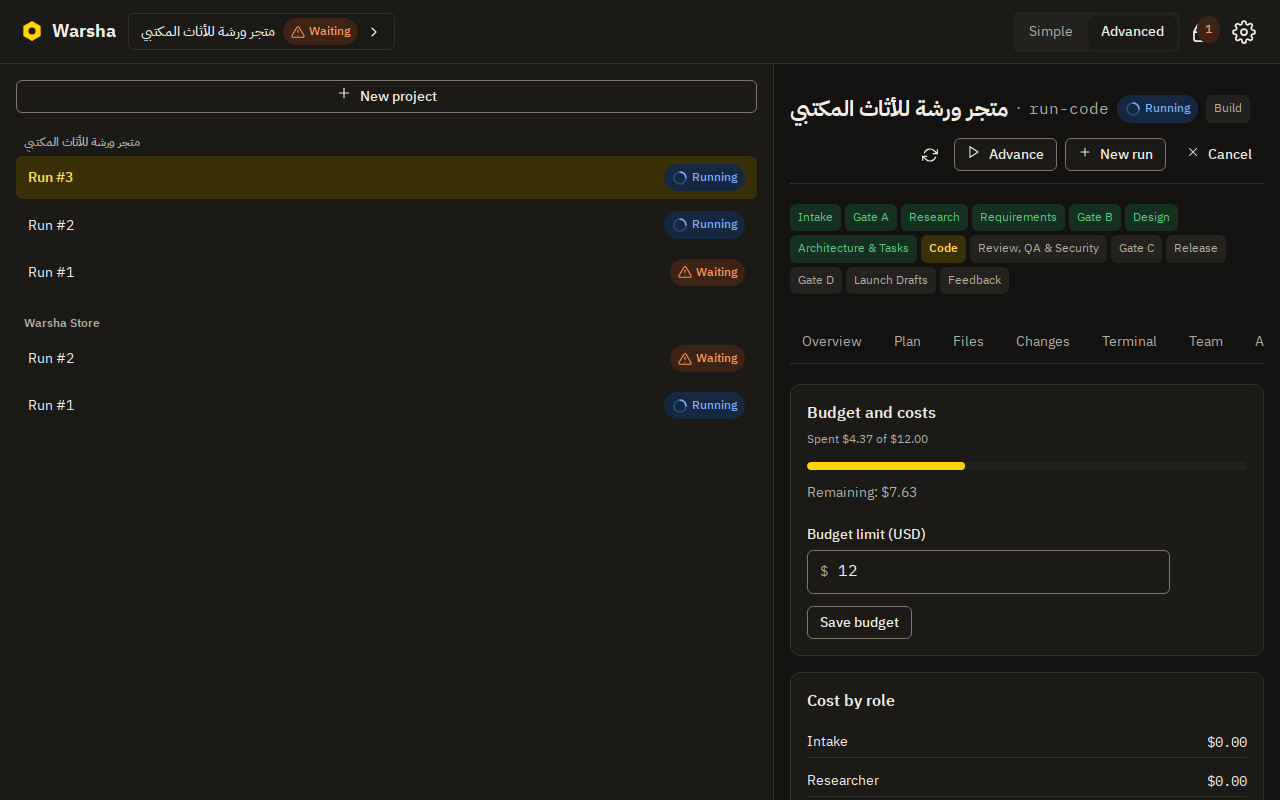 Warsha
متجر ورشة للأثاث المكتبي Waiting
Simple Advanced 1
New project
متجر ورشة للأثاث المكتبي
Run #3 Running
Run #2 Running
Run #1 Waiting
Warsha Store
Run #2 Waiting
Run #1 Running
متجر ورشة للأثاث المكتبي · run-code Running Build
Advance New run Cancel
Intake Gate A Research Requirements Gate B Design
Architecture & Tasks Code Review, QA & Security Gate C Release
Gate D Launch Drafts Feedback
Overview Plan Files Changes Terminal Team A
Budget and costs
Spent $4.37 of $12.00
Remaining: $7.63
Budget limit (USD)
$ 12
Save budget
Cost by role
Intake $0.00
Researcher $0.00